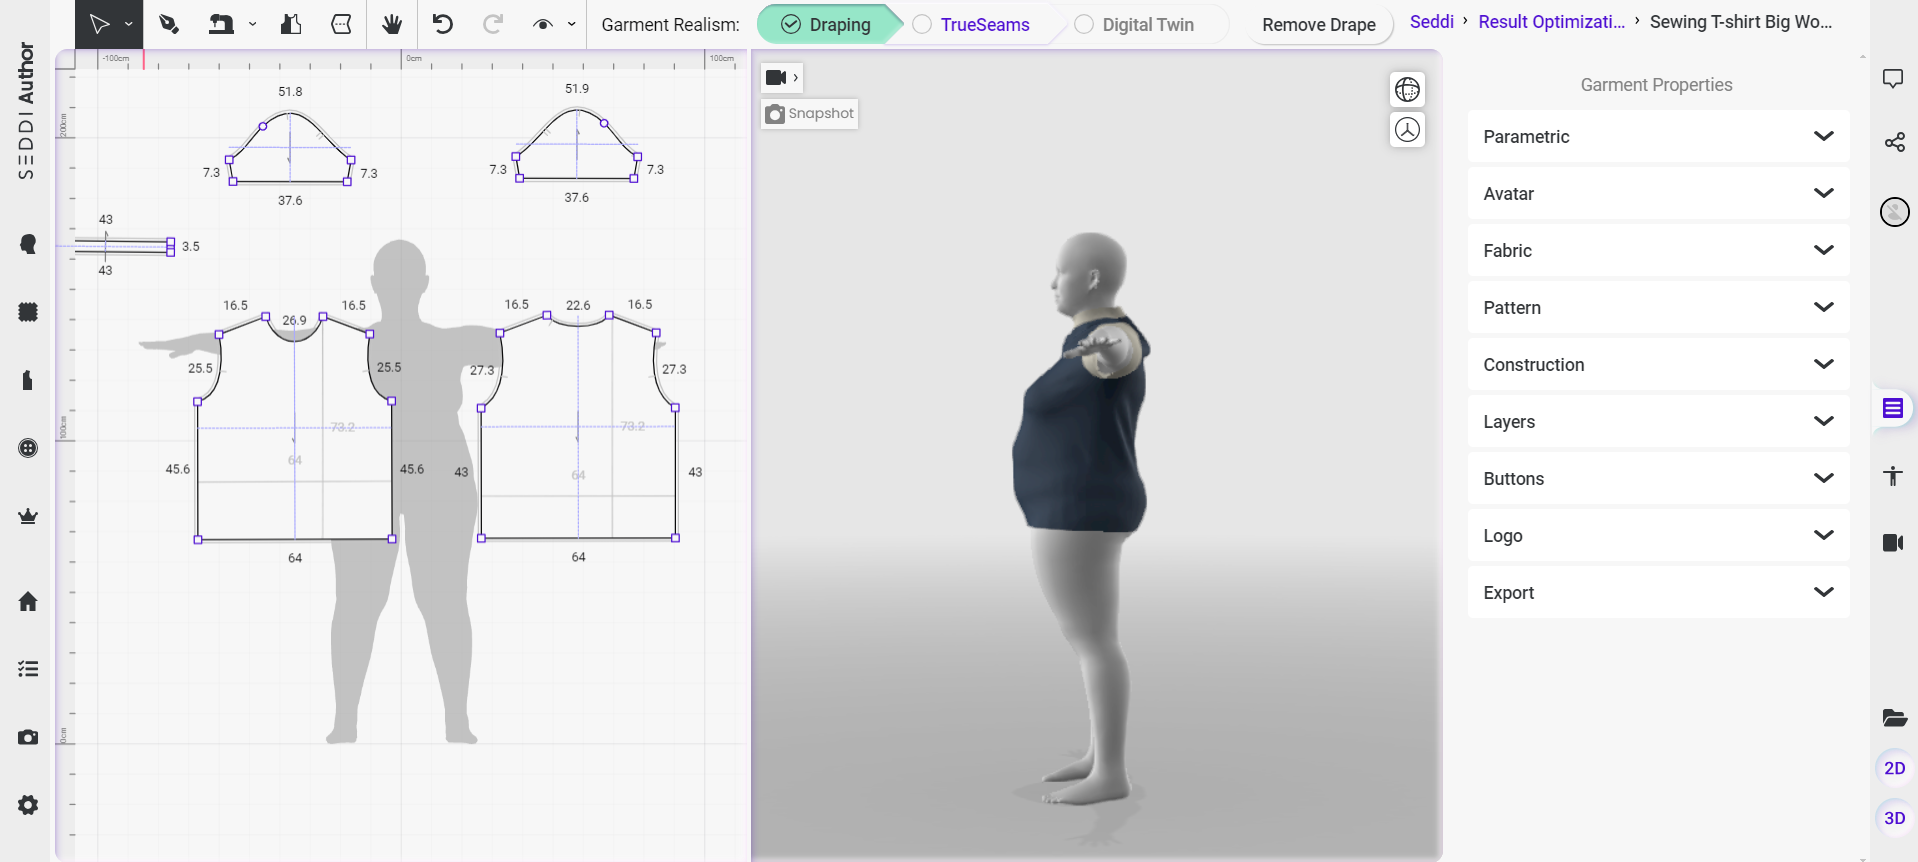 SEDDI Author
Garment Realism:
Draping
TrueSeams
Digital Twin
Remove Drape
Seddi › Result Optimizati... › Sewing T-shirt Big Wo...
-100cm
0cm
100cm
200cm
100cm
0cm
51.8
7.3
7.3
37.6
51.9
7.3
7.3
37.6
43
3.5
43
16.5
26.9
16.5
25.5
25.5
73.2
64
45.6
45.6
64
16.5
22.6
16.5
27.3
27.3
73.2
64
43
43
64
Snapshot
Garment Properties
Parametric
Avatar
Fabric
Pattern
Construction
Layers
Buttons
Logo
Export
2D
3D